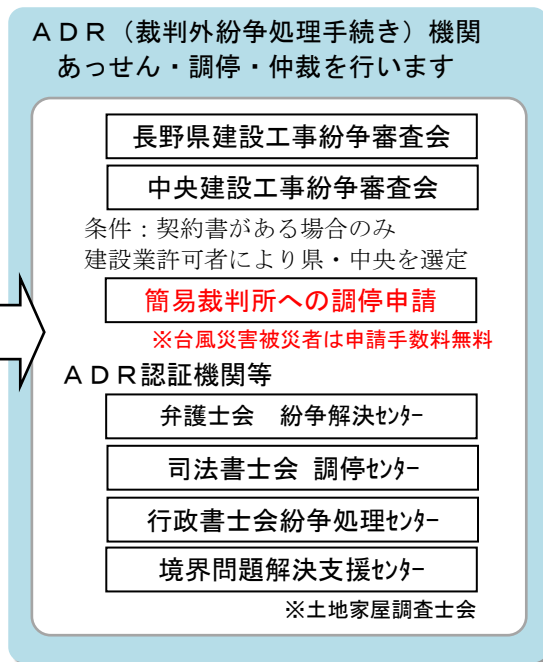 ＡＤＲ（裁判外紛争処理手続き）機関
あっせん・調停・仲裁を行います
長野県建設工事紛争審査会
中央建設工事紛争審査会
条件：契約書がある場合のみ
建設業許可者により県・中央を選定
簡易裁判所への調停申請
※台風災害被災者は申請手数料無料
ＡＤＲ認証機関等
弁護士会　紛争解決ｾﾝﾀｰ
司法書士会 調停ｾﾝﾀｰ
行政書士会紛争処理ｾﾝﾀｰ
境界問題解決支援ｾﾝﾀｰ
※土地家屋調査士会